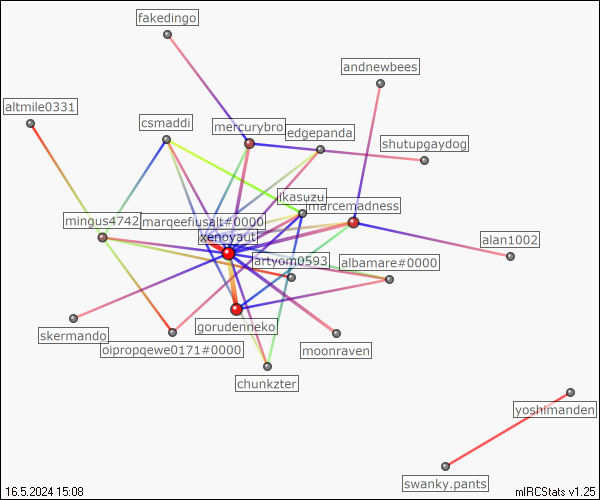 fakedingo
andnewbees
altmile0331
csmaddi
mercurybro
edgepanda
shutupgaydog
ikasuzu
marcemadness
mingus4742
marqeefiusalt#0000
xenoyaut
alan1002
artyom0593
albamare#0000
gorudenneko
skermando
oipropqewe0171#0000
moonraven
chunkzter
yoshimanden
swanky.pants
16.5.2024 15:08
mIRCStats v1.25